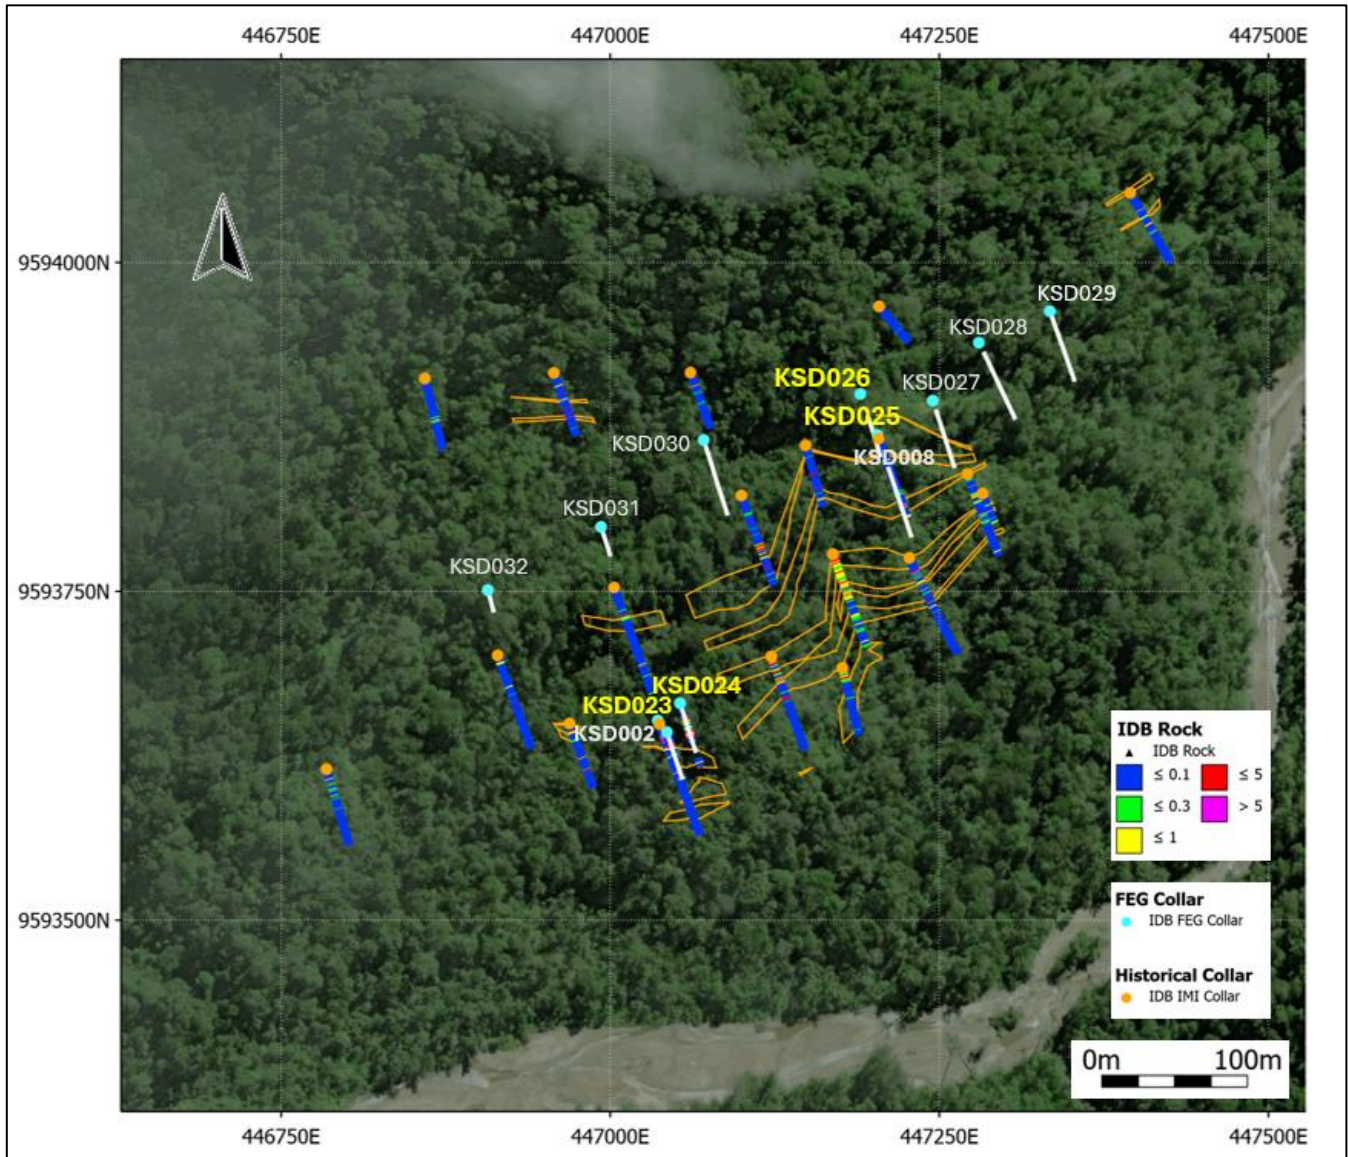 446750E 447000E 447250E 447500E
9594000N
KSD029
KSD028
KSD026 KSD027
KSD025
KSD030
KSD008
KSD031
KSD032
9593750N
KSD024
KSD023
KSD002
IDB Rock
IDB Rock
≤ 0.1 ≤ 5
≤ 0.3 > 5
≤ 1
9593500N
FEG Collar
IDB FEG Collar
Historical Collar
IDB IMI Collar
0m 100m
446750E 447000E 447250E 447500E